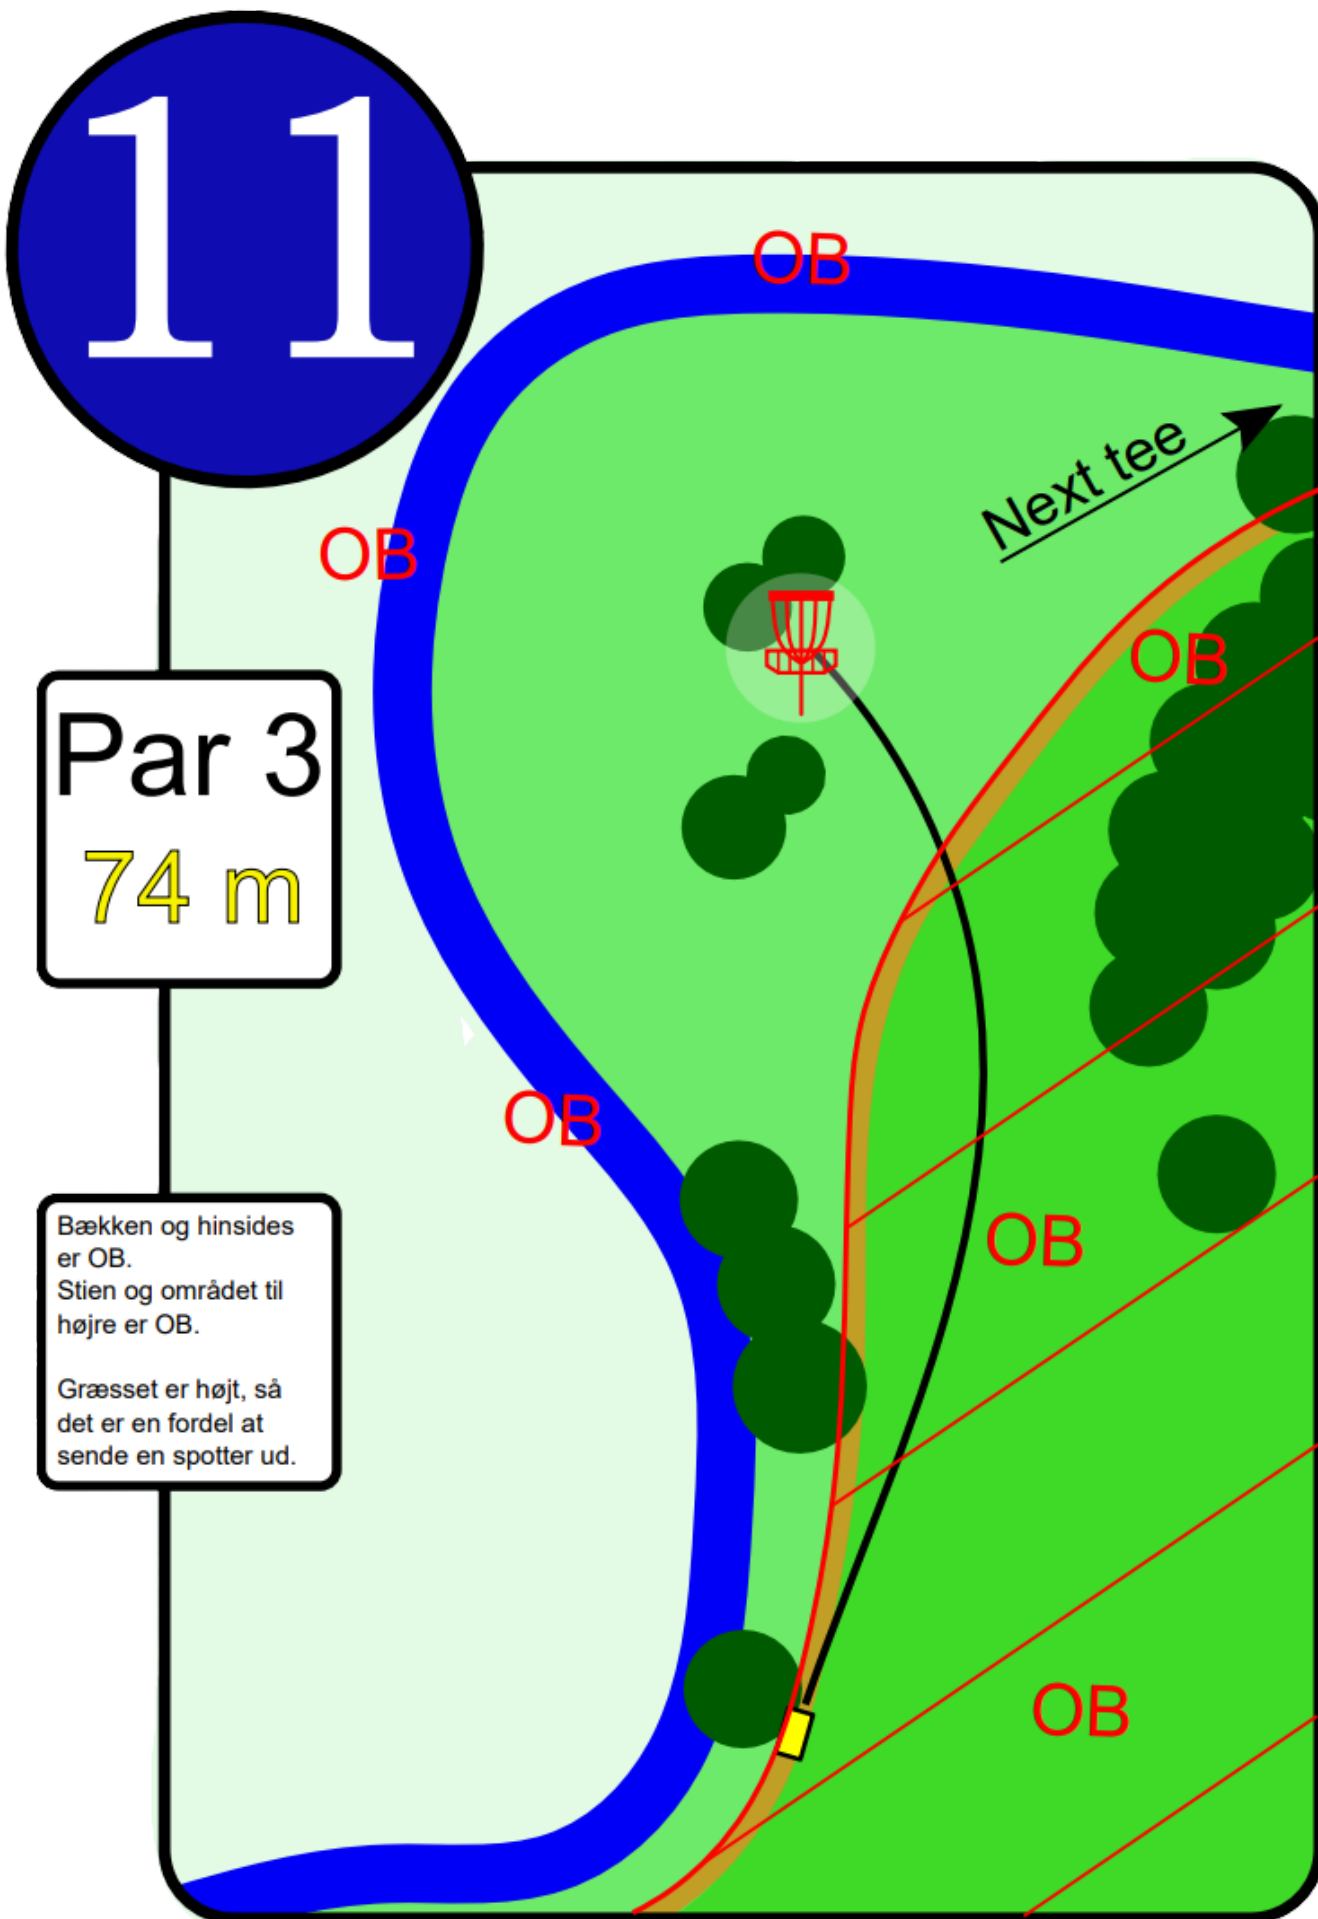 11
OB
Next tee
OB
OB
Par 3
74 m
OB
Bækken og hinsides
er OB.
Stien og området til
højre er OB.
Græsset er højt, så
det er en fordel at
sende en spotter ud.
OB
OB